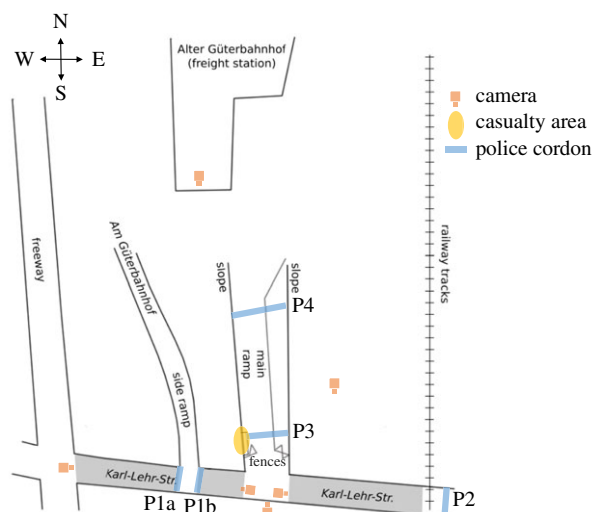 N
W E
S
Alter Güterbahnhof
(freight station)
camera
casualty area
police cordon
freeway
Am Güterbahnhof
slope
slope
railway tracks
P4
main
ramp
side ramp
P3
fences
Karl-Lehr-Str.
Karl-Lehr-Str.
P1a P1b
P2